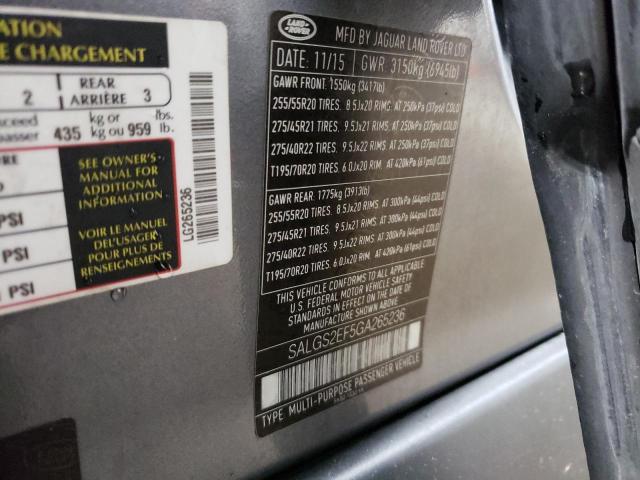 ATION
E CHARGEMENT
2 REAR ARRIÈRE 3
xceed
passer 435 kg or kg ou 959 lbs. lb.
URE
SEE OWNER'S
MANUAL FOR
ADDITIONAL
INFORMATION
PSI
VOIR LE MANUEL
DE L'USAGER
POUR PLUS DE
RENSEIGNEMENTS
PSI
PSI
LG265236
LAND ROVER
MFD BY JAGUAR LAND ROVER LTD
DATE: 11/15 GWR 3150kg (6945lb)
GAWR FRONT. 1550kg (3417lb)
255/55R20 TIRES. 8.5Jx20 RIMS. AT 250kPa (37psi) COLD
275/45R21 TIRES. 9.5Jx21 RIMS. AT 250kPa (37psi) COLD
275/40R22 TIRES. 9.5Jx22 RIMS. AT 250kPa (37psi) COLD
T195/70R20 TIRES. 6.0Jx20 RIM. AT 420kPa (61psi) COLD
GAWR REAR. 1775kg (3913lb)
255/55R20 TIRES. 8.5Jx20 RIMS. AT 300kPa (44psi) COLD
275/45R21 TIRES. 9.5Jx21 RIMS. AT 300kPa (44psi) COLD
275/40R22 TIRES. 9.5Jx22 RIMS. AT 300kPa (44psi) COLD
T195/70R20 TIRES. 6.0Jx20 RIM. AT 420kPa (61psi) COLD
THIS VEHICLE CONFORMS TO ALL APPLICABLE
U.S. FEDERAL MOTOR VEHICLE SAFETY
STANDARDS IN EFFECT ON THE DATE OF
MANUFACTURE SHOWN ABOVE.
SALGS2EF5GA265236
TYPE: MULTI-PURPOSE PASSENGER VEHICLE